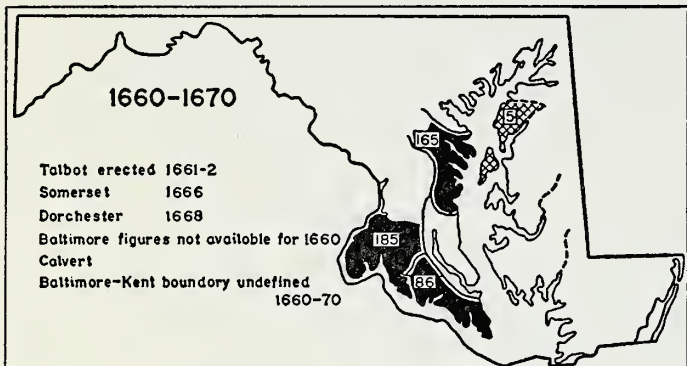 1660-1670
Talbot erected 1661-2
Somerset 1666
Dorchester 1668
Baltimore figures not available for 1660
Calvert
Baltimore-Kent boundary undefined
1660-70
165
5
185
86